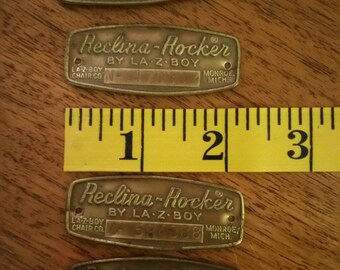 Reclina-Rocker
BY LA-Z-BOY
LA-Z-BOY
CHAIR CO.
MONROE,
MICH.
1 2 3
Reclina-Rocker
BY LA-Z-BOY
LA-Z-BOY
CHAIR CO.
MONROE,
MICH.